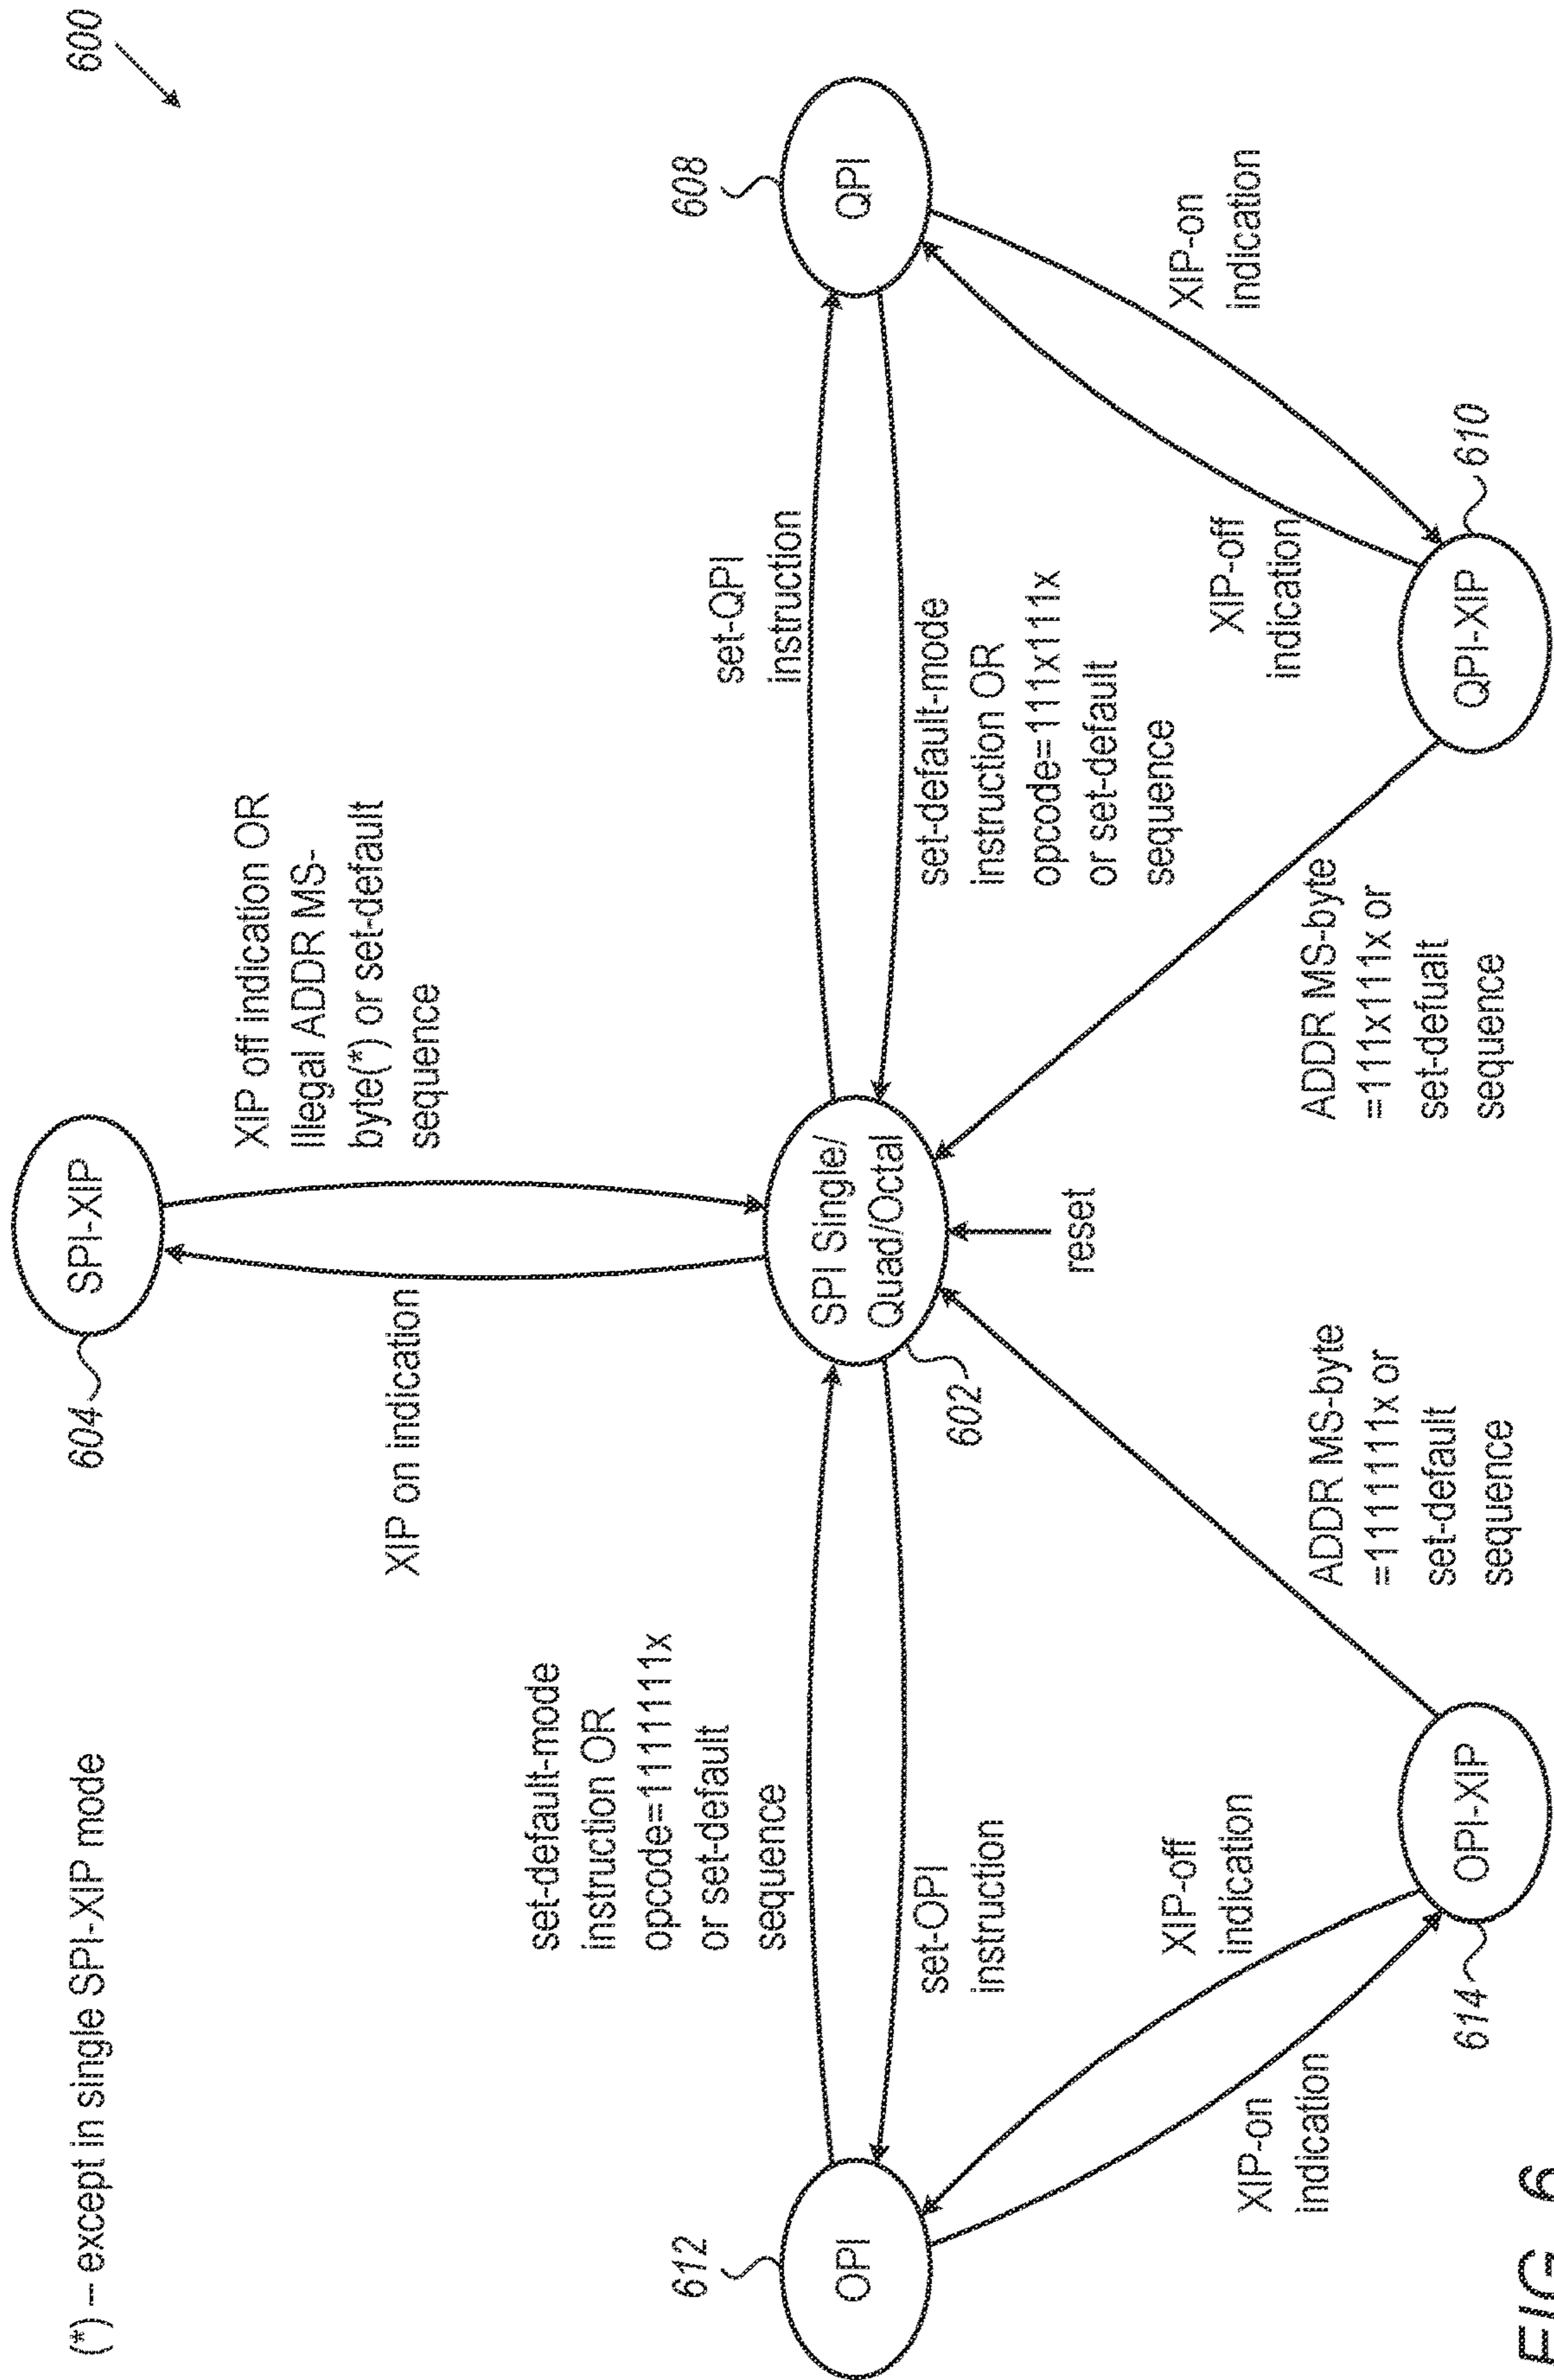 (*) – except in single SPI-XIP mode
600
604
SPI-XIP
XIP on indication
XIP off indication OR
Illegal ADDR MS-
byte(*) or set-default
sequence
set-default-mode
instruction OR
opcode=1111111x
or set-default
sequence
set-QPI
instruction
612
OPI
SPI Single/
Quad/Octal
602
608
QPI
set-OPI
instruction
set-default-mode
instruction OR
opcode=111x111x
or set-default
sequence
reset
XIP-off
indication
XIP-on
indication
ADDR MS-byte
=1111111x or
set-default
sequence
ADDR MS-byte
=111x111x or
set-defualt
sequence
XIP-off
indication
XIP-on
indication
614
OPI-XIP
QPI-XIP
610
FIG. 6